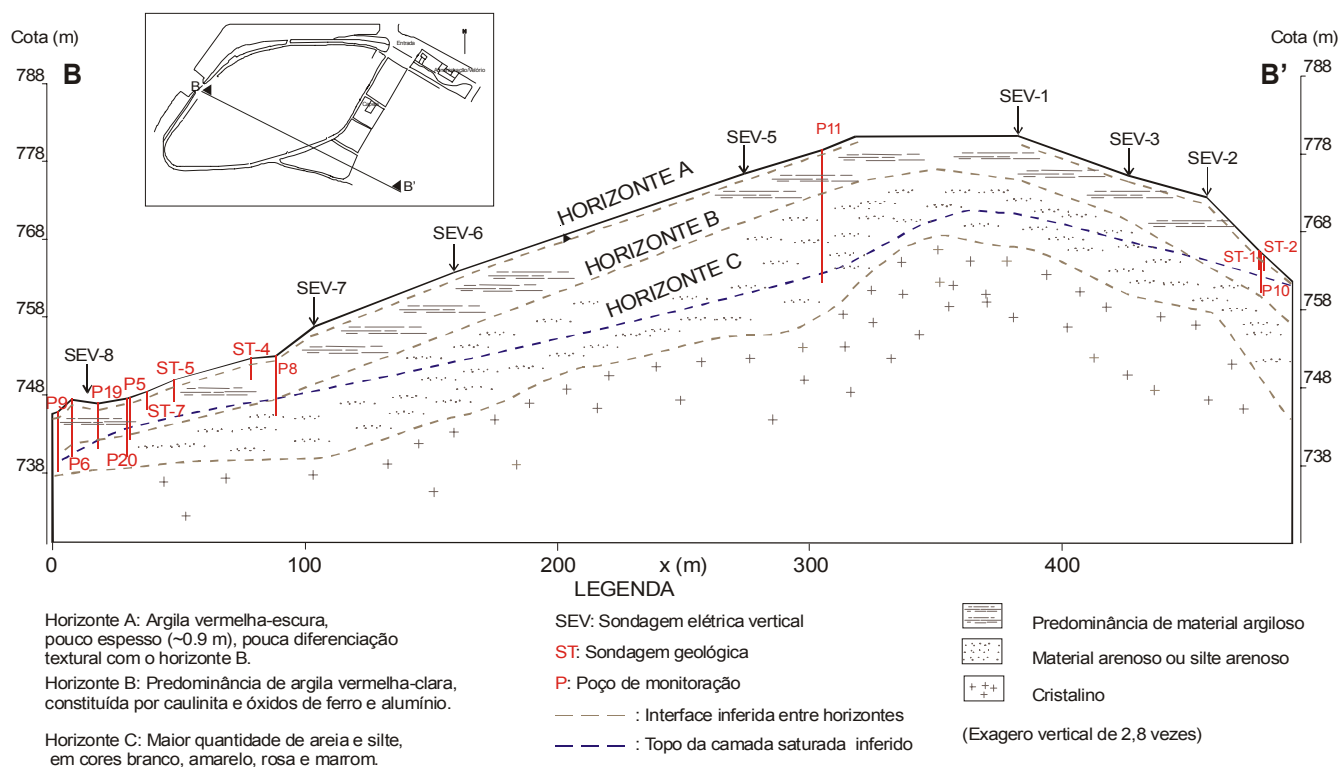 Cota (m)
B
Entrada
N
B
B'
B'
Cota (m)
788
778
768
758
748
738
788
778
768
758
748
738
SEV-1
P11
SEV-5
SEV-3
SEV-2
HORIZONTE A
SEV-6
HORIZONTE B
ST-2
ST-1
HORIZONTE C
SEV-7
P10
SEV-8
ST-4
ST-5
P8
P5
P19
P9
ST-7
P6
P20
0
100
200
x (m)
300
400
LEGENDA
Horizonte A: Argila vermelha-escura,
pouco espesso (~0.9 m), pouca diferenciação
textural com o horizonte B.
Horizonte B: Predominância de argila vermelha-clara,
constituída por caulinita e óxidos de ferro e alumínio.
Horizonte C: Maior quantidade de areia e silte,
em cores branco, amarelo, rosa e marrom.
SEV: Sondagem elétrica vertical
ST: Sondagem geológica
P: Poço de monitoração
: Interface inferida entre horizontes
: Topo da camada saturada inferido
Predominância de material argiloso
Material arenoso ou silte arenoso
Cristalino
(Exagero vertical de 2,8 vezes)